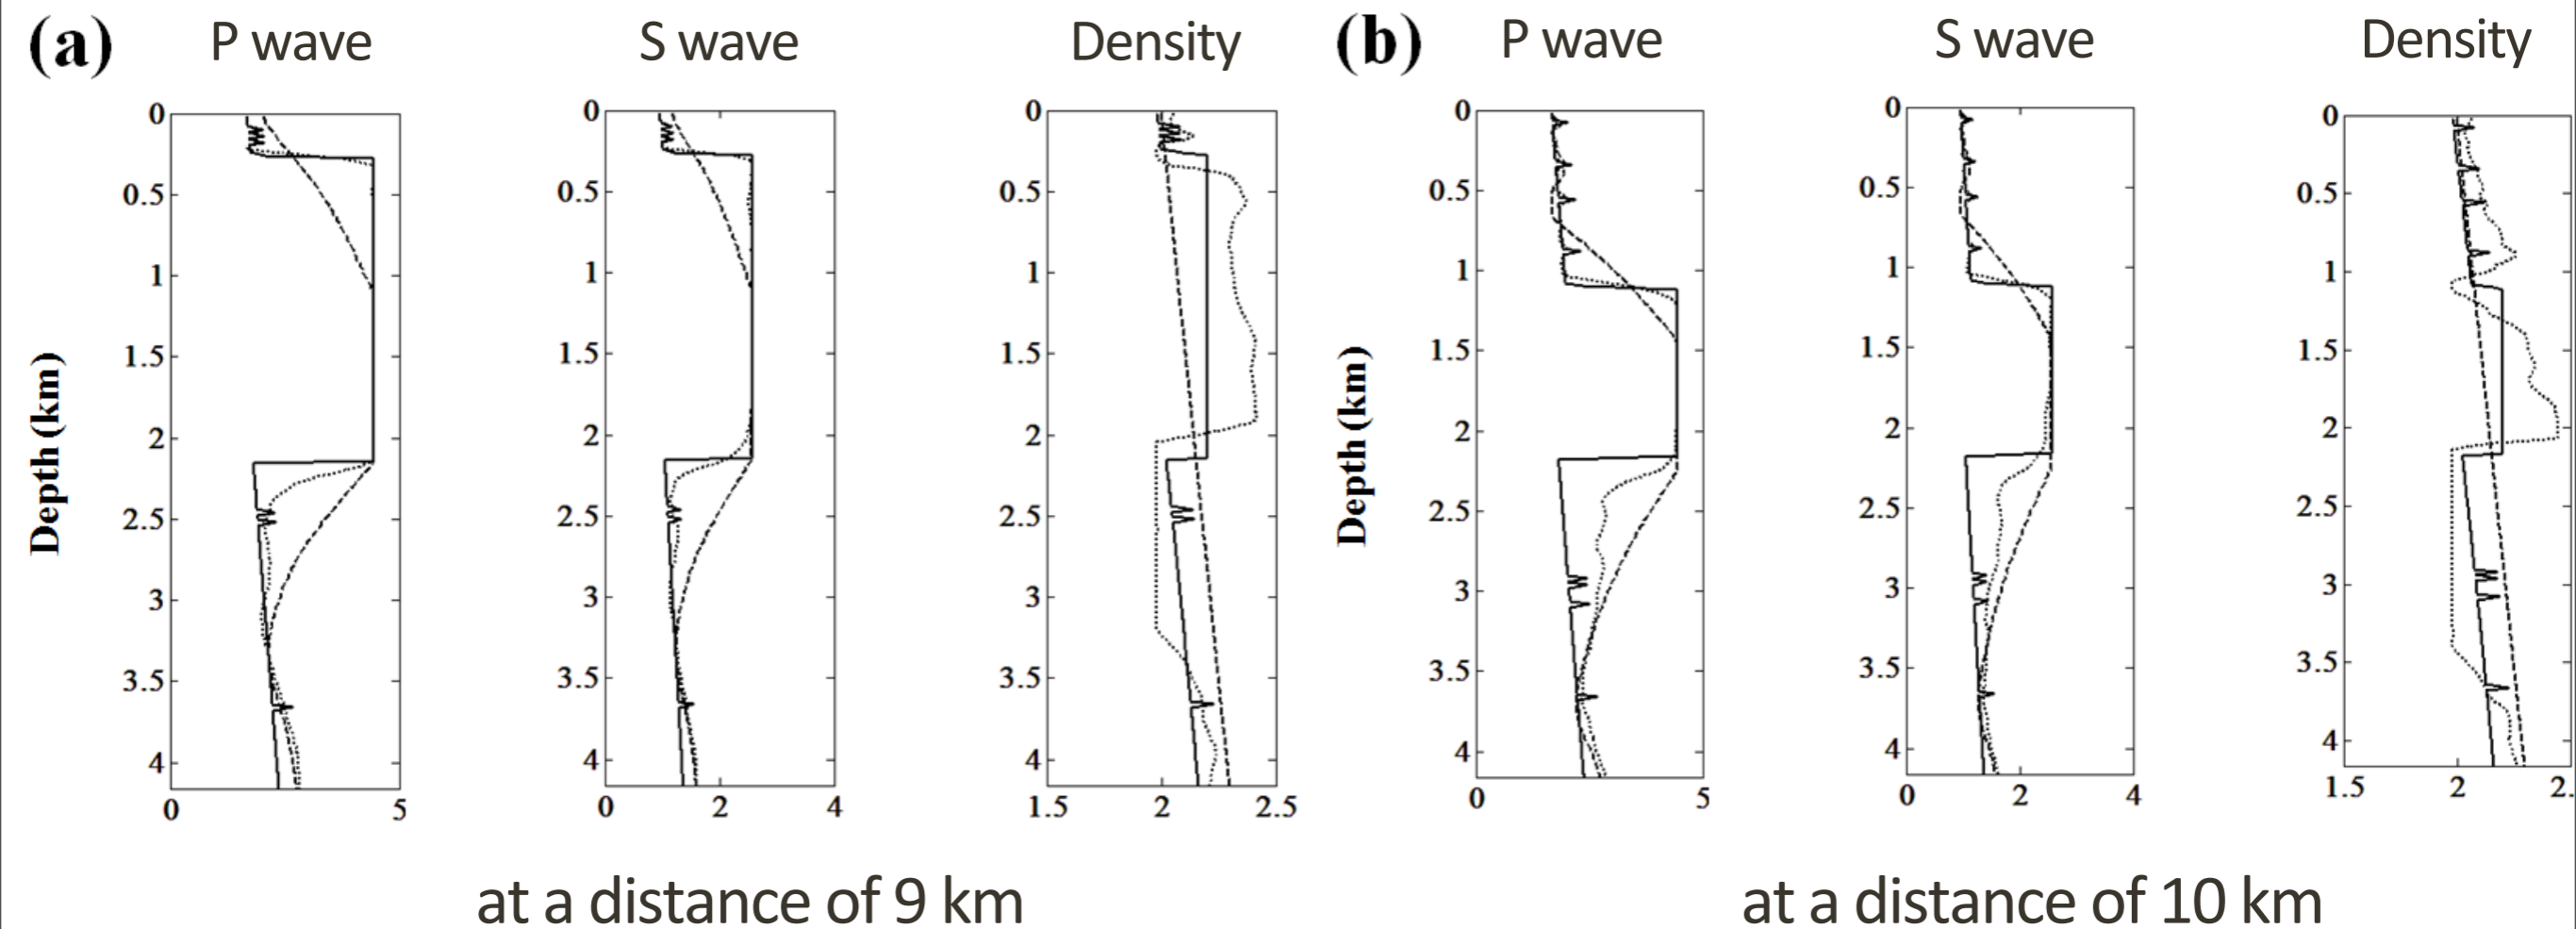 (a) P wave S wave Density (b) P wave S wave Density
0 0 0 0 0 0
0.5 0.5 0.5 0.5 0.5 0.5
1 1 1 1 1 1
1.5 1.5 1.5 1.5 1.5 1.5
2 2 2 2 2 2
2.5 2.5 2.5 2.5 2.5 2.5
3 3 3 3 3 3
3.5 3.5 3.5 3.5 3.5 3.5
4 4 4 4 4 4
Depth (km) Depth (km)
0 5 0 2 4 1.5 2 2.5 0 5 0 2 4 1.5 2 2.
at a distance of 9 km at a distance of 10 km